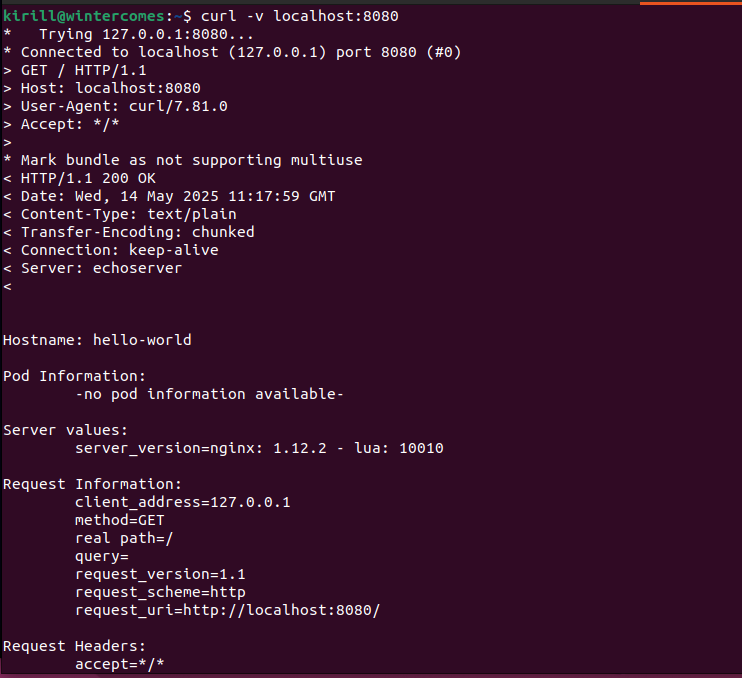 kirill@wintercomes:~$ curl -v localhost:8080
*   Trying 127.0.0.1:8080...
* Connected to localhost (127.0.0.1) port 8080 (#0)
> GET / HTTP/1.1
> Host: localhost:8080
> User-Agent: curl/7.81.0
> Accept: */*
>
* Mark bundle as not supporting multiuse
< HTTP/1.1 200 OK
< Date: Wed, 14 May 2025 11:17:59 GMT
< Content-Type: text/plain
< Transfer-Encoding: chunked
< Connection: keep-alive
< Server: echoserver
<
Hostname: hello-world
Pod Information:
-no pod information available-
Server values:
server_version=nginx: 1.12.2 - lua: 10010
Request Information:
client_address=127.0.0.1
method=GET
real path=/
query=
request_version=1.1
request_scheme=http
request_uri=http://localhost:8080/
Request Headers:
accept=*/*